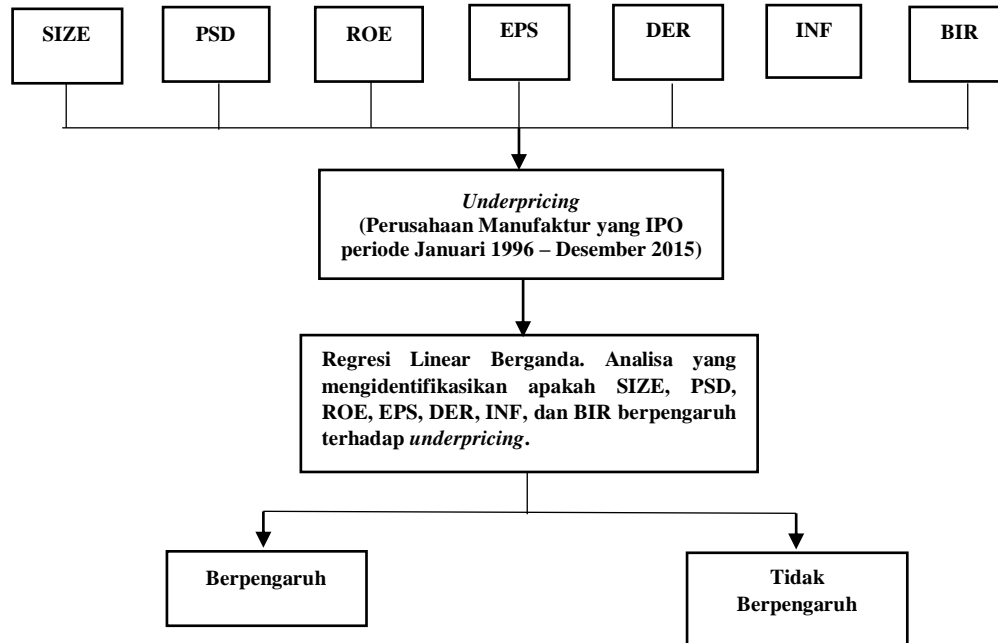 SIZE PSD ROE EPS DER INF BIR
Underpricing
(Perusahaan Manufaktur yang IPO
periode Januari 1996 – Desember 2015)
Regresi Linear Berganda. Analisa yang
mengidentifikasikan apakah SIZE, PSD,
ROE, EPS, DER, INF, dan BIR berpengaruh
terhadap underpricing.
Berpengaruh
Tidak
Berpengaruh